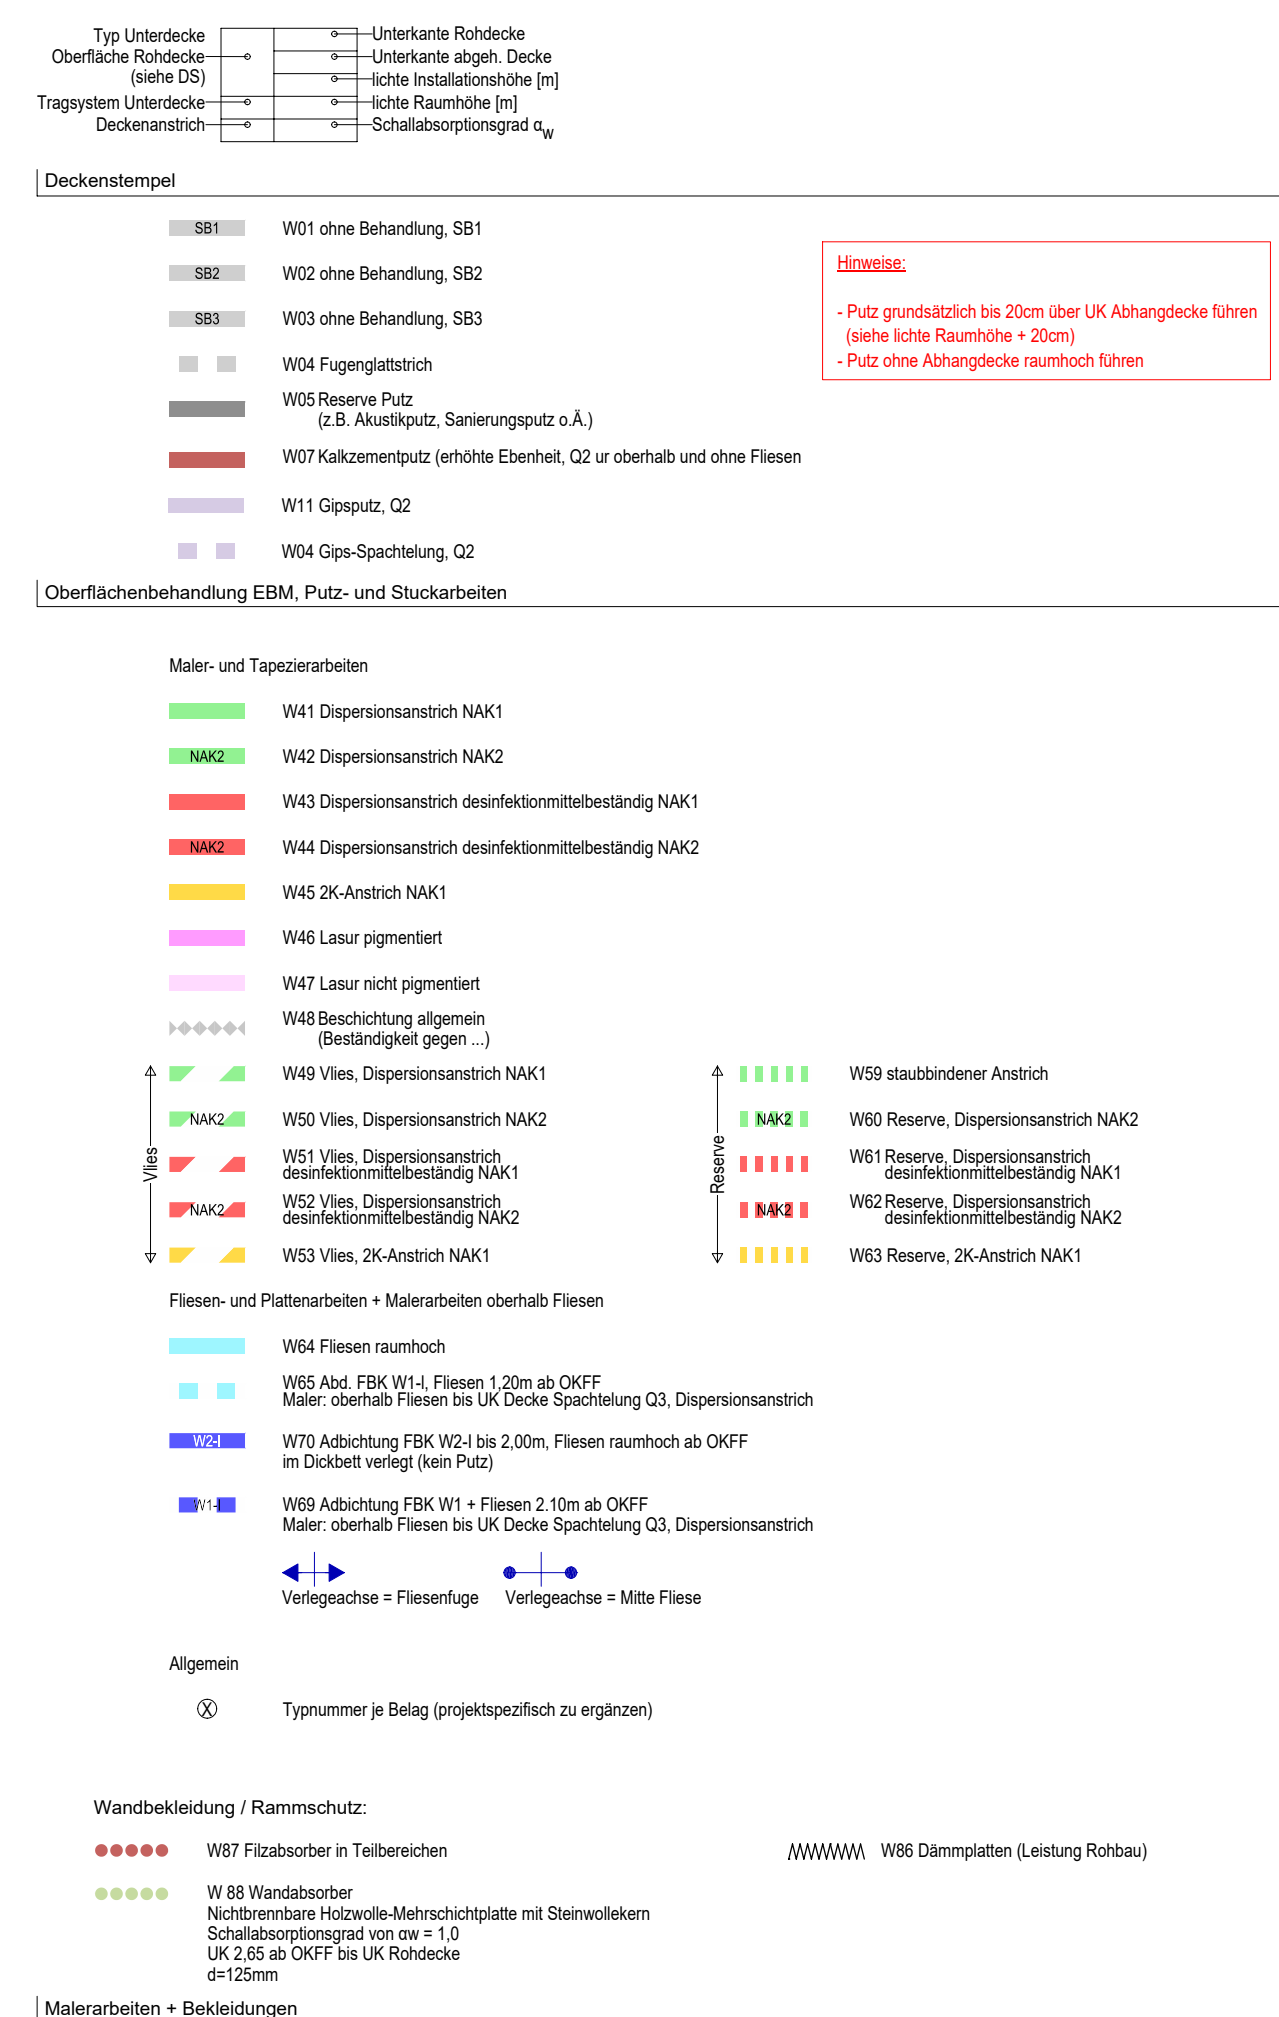 Typ Unterdecke
Oberfläche Rohdecke
(siehe DS)
Tragsystem Unterdecke
Deckenanstrich
Unterkante Rohdecke
Unterkante abgeh. Decke
lichte Installationshöhe [m]
lichte Raumhöhe [m]
Schallabsorptionsgrad αw
Deckenstempel
SB1 W01 ohne Behandlung, SB1
SB2 W02 ohne Behandlung, SB2
SB3 W03 ohne Behandlung, SB3
W04 Fugenglattstrich
W05 Reserve Putz
(z.B. Akustikputz, Sanierungsputz o.Ä.)
W07 Kalkzementputz (erhöhte Ebenheit, Q2 ur oberhalb und ohne Fliesen
W11 Gipsputz, Q2
W04 Gips-Spachtelung, Q2
Hinweise:
- Putz grundsätzlich bis 20cm über UK Abhangdecke führen
(siehe lichte Raumhöhe + 20cm)
- Putz ohne Abhangdecke raumhoch führen
Oberflächenbehandlung EBM, Putz- und Stuckarbeiten
Maler- und Tapezierarbeiten
W41 Dispersionsanstrich NAK1
NAK2 W42 Dispersionsanstrich NAK2
W43 Dispersionsanstrich desinfektionmittelbeständig NAK1
NAK2 W44 Dispersionsanstrich desinfektionmittelbeständig NAK2
W45 2K-Anstrich NAK1
W46 Lasur pigmentiert
W47 Lasur nicht pigmentiert
W48 Beschichtung allgemein
(Beständigkeit gegen ...)
Vlies
W49 Vlies, Dispersionsanstrich NAK1
NAK2 W50 Vlies, Dispersionsanstrich NAK2
W51 Vlies, Dispersionsanstrich
desinfektionmittelbeständig NAK1
NAK2 W52 Vlies, Dispersionsanstrich
desinfektionmittelbeständig NAK2
W53 Vlies, 2K-Anstrich NAK1
Reserve
W59 staubbindener Anstrich
NAK2 W60 Reserve, Dispersionsanstrich NAK2
W61 Reserve, Dispersionsanstrich
desinfektionmittelbeständig NAK1
NAK2 W62 Reserve, Dispersionsanstrich
desinfektionmittelbeständig NAK2
W63 Reserve, 2K-Anstrich NAK1
Fliesen- und Plattenarbeiten + Malerarbeiten oberhalb Fliesen
W64 Fliesen raumhoch
W65 Abd. FBK W1-I, Fliesen 1,20m ab OKFF
Maler: oberhalb Fliesen bis UK Decke Spachtelung Q3, Dispersionsanstrich
W2-I W70 Adbichtung FBK W2-I bis 2,00m, Fliesen raumhoch ab OKFF
im Dickbett verlegt (kein Putz)
W1-I W69 Adbichtung FBK W1 + Fliesen 2.10m ab OKFF
Maler: oberhalb Fliesen bis UK Decke Spachtelung Q3, Dispersionsanstrich
Verlegeachse = Fliesenfuge
Verlegeachse = Mitte Fliese
Allgemein
X Typnummer je Belag (projektspezifisch zu ergänzen)
Wandbekleidung / Rammschutz:
W87 Filzabsorber in Teilbereichen
W86 Dämmplatten (Leistung Rohbau)
W 88 Wandabsorber
Nichtbrennbare Holzwolle-Mehrschichtplatte mit Steinwollekern
Schallabsorptionsgrad von αw = 1,0
UK 2,65 ab OKFF bis UK Rohdecke
d=125mm
Malerarbeiten + Bekleidungen